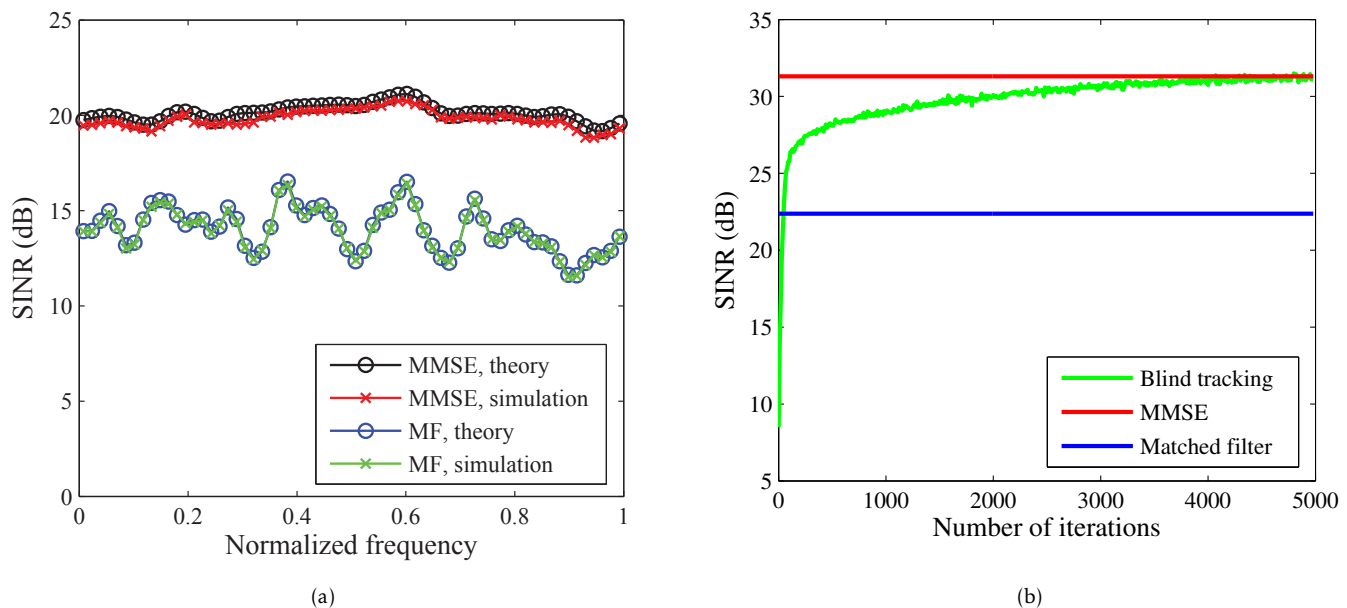 25
20
15
10
5
0
SINR (dB)
0 0.2 0.4 0.6 0.8 1
Normalized frequency
MMSE, theory
MMSE, simulation
MF, theory
MF, simulation
(a)
35
30
25
20
15
10
5
SINR (dB)
0 1000 2000 3000 4000 5000
Number of iterations
Blind tracking
MMSE
Matched filter
(b)